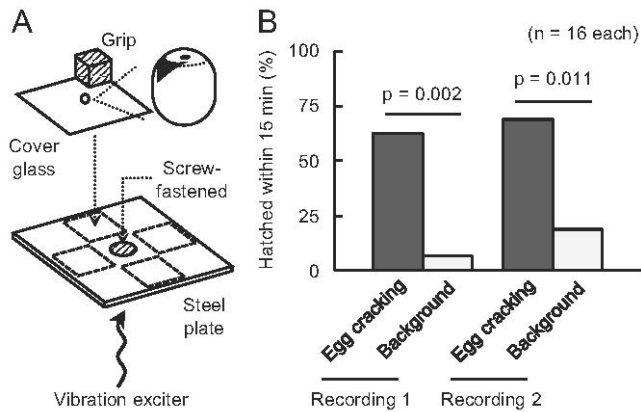 A
Grip
Cover
glass
Screw-
fastened
Steel
plate
Vibration exciter
B
(n = 16 each)
Hatched within 15 min (%)
100
75
50
25
0
p = 0.002
p = 0.011
Egg cracking
Background
Egg cracking
Background
Recording 1
Recording 2